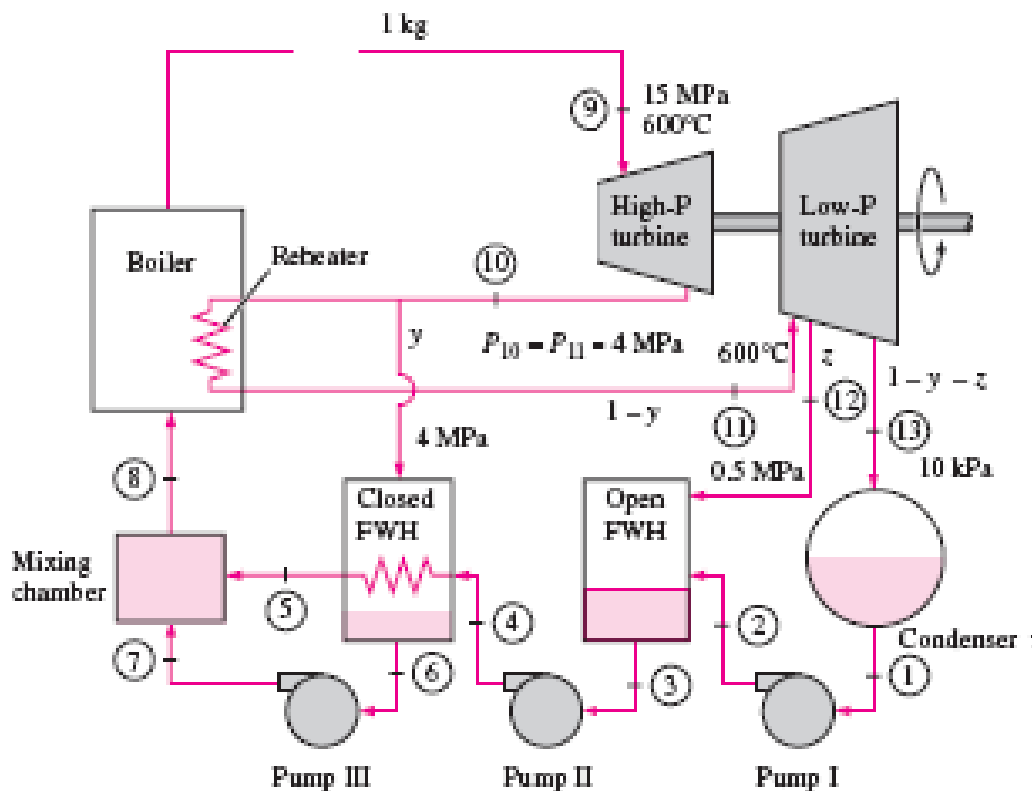 1 kg
9
15 MPa
600°C
High-P
turbine
Low-P
turbine
Boiler
Reheater
10
y
P10 = P11 = 4 MPa
600°C
z
12
1 – y – z
1 – y
11
13
4 MPa
0.5 MPa
10 kPa
8
Closed
FWH
Open
FWH
Mixing
chamber
5
4
2
Condenser
7
6
3
1
Pump III
Pump II
Pump I